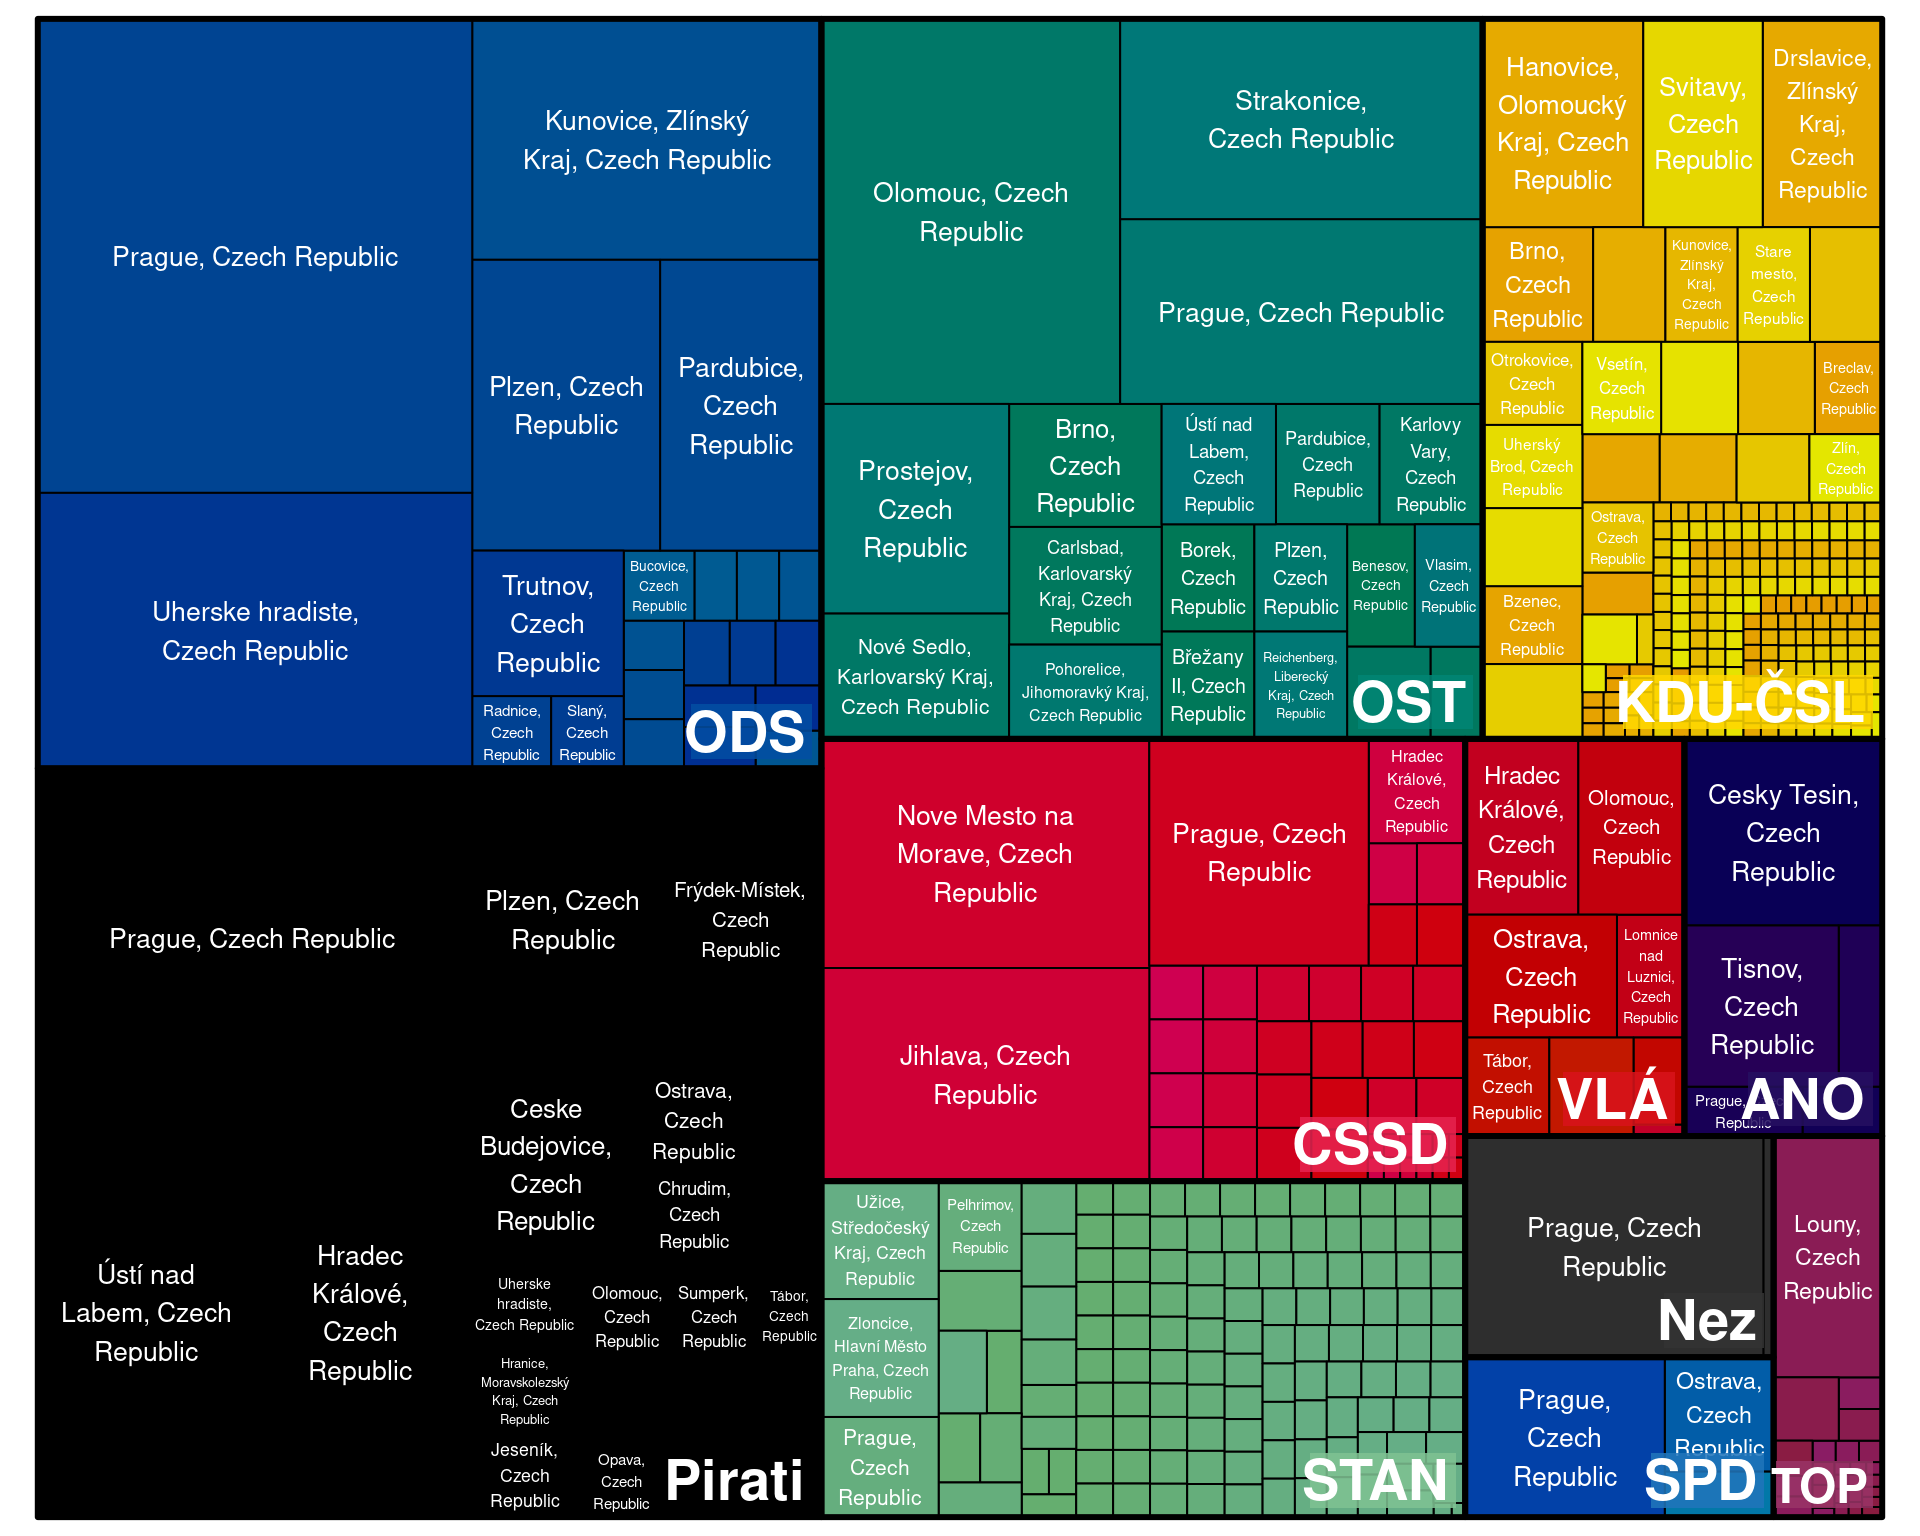 Prague, Czech Republic
Kunovice, Zlínský
Kraj, Czech Republic
Plzen, Czech
Republic
Pardubice,
Czech
Republic
Uherske hradiste,
Czech Republic
Trutnov,
Czech
Republic
Bucovice,
Czech
Republic
Radnice,
Czech
Republic
Slaný,
Czech
Republic
ODS
Olomouc, Czech
Republic
Strakonice,
Czech Republic
Prague, Czech Republic
Prostejov,
Czech
Republic
Brno,
Czech
Republic
Ústí nad
Labem,
Czech
Republic
Pardubice,
Czech
Republic
Karlovy
Vary,
Czech
Republic
Carlsbad,
Karlovarský
Kraj, Czech
Republic
Borek,
Czech
Republic
Plzen,
Czech
Republic
Benesov,
Czech
Republic
Vlasim,
Czech
Republic
Nové Sedlo,
Karlovarský Kraj,
Czech Republic
Pohorelice,
Jihomoravký Kraj,
Czech Republic
Břežany
II, Czech
Republic
Reichenberg,
Liberecký
Kraj, Czech
Republic
OST
Hanovice,
Olomoucký
Kraj, Czech
Republic
Svitavy,
Czech
Republic
Drslavice,
Zlínský
Kraj,
Czech
Republic
Brno,
Czech
Republic
Kunovice,
Zlínský
Kraj,
Czech
Republic
Stare
mesto,
Czech
Republic
Otrokovice,
Czech
Republic
Vsetín,
Czech
Republic
Breclav,
Czech
Republic
Uherský
Brod, Czech
Republic
Zlín,
Czech
Republic
Ostrava,
Czech
Republic
Bzenec,
Czech
Republic
KDU-ČSL
Prague, Czech Republic
Plzen, Czech
Republic
Frýdek-Místek,
Czech
Republic
Ústí nad
Labem, Czech
Republic
Hradec
Králové,
Czech
Republic
Ceske
Budejovice,
Czech
Republic
Ostrava,
Czech
Republic
Chrudim,
Czech
Republic
Uherske
hradiste,
Czech Republic
Olomouc,
Czech
Republic
Sumperk,
Czech
Republic
Tábor,
Czech
Republic
Hranice,
Moravskolezský
Kraj, Czech
Republic
Jeseník,
Czech
Republic
Opava,
Czech
Republic
Pirati
Nove Mesto na
Morave, Czech
Republic
Prague, Czech
Republic
Hradec
Králové,
Czech
Republic
Jihlava, Czech
Republic
CSSD
Hradec
Králové,
Czech
Republic
Olomouc,
Czech
Republic
Ostrava,
Czech
Republic
Lomnice
nad
Luznici,
Czech
Republic
Tábor,
Czech
Republic
VLÁ
Cesky Tesin,
Czech
Republic
Tisnov,
Czech
Republic
Prague,
Republic
ANO
Užice,
Středočeský
Kraj, Czech
Republic
Pelhrimov,
Czech
Republic
Zloncice,
Hlavní Město
Praha, Czech
Republic
Prague,
Czech
Republic
STAN
Prague, Czech
Republic
Nez
Prague,
Czech
Republic
Ostrava,
Czech
Republic
SPD
Louny,
Czech
Republic
TOP